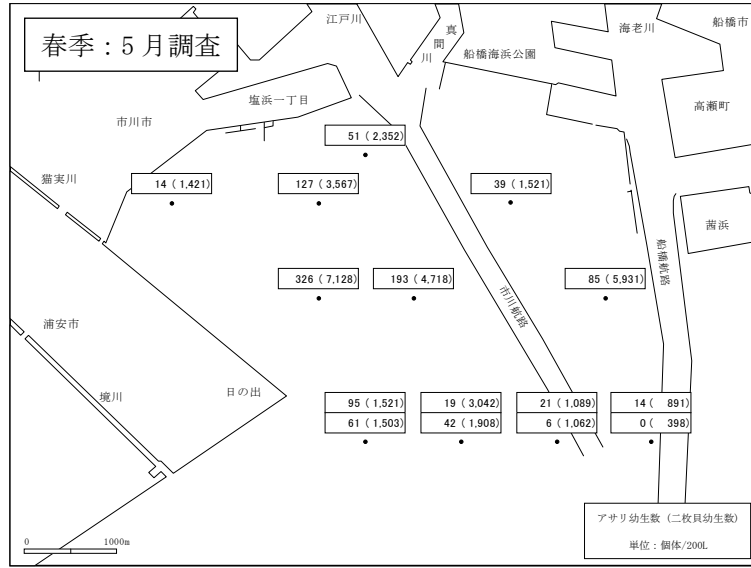 春季：5月調査
江戸川
真間川
船橋海浜公園
海老川
船橋市
高瀬町
塩浜一丁目
市川市
猫実川
51 ( 2,352)
14 ( 1,421)
127 ( 3,567)
39 ( 1,521)
茜浜
船橋航路
326 ( 7,128)
193 ( 4,718)
85 ( 5,931)
市川航路
浦安市
境川
日の出
95 ( 1,521)
19 ( 3,042)
21 ( 1,089)
14 ( 891)
61 ( 1,503)
42 ( 1,908)
6 ( 1,062)
0 ( 398)
アサリ幼生数（二枚貝幼生数）
単位：個体/200L
0 1000m